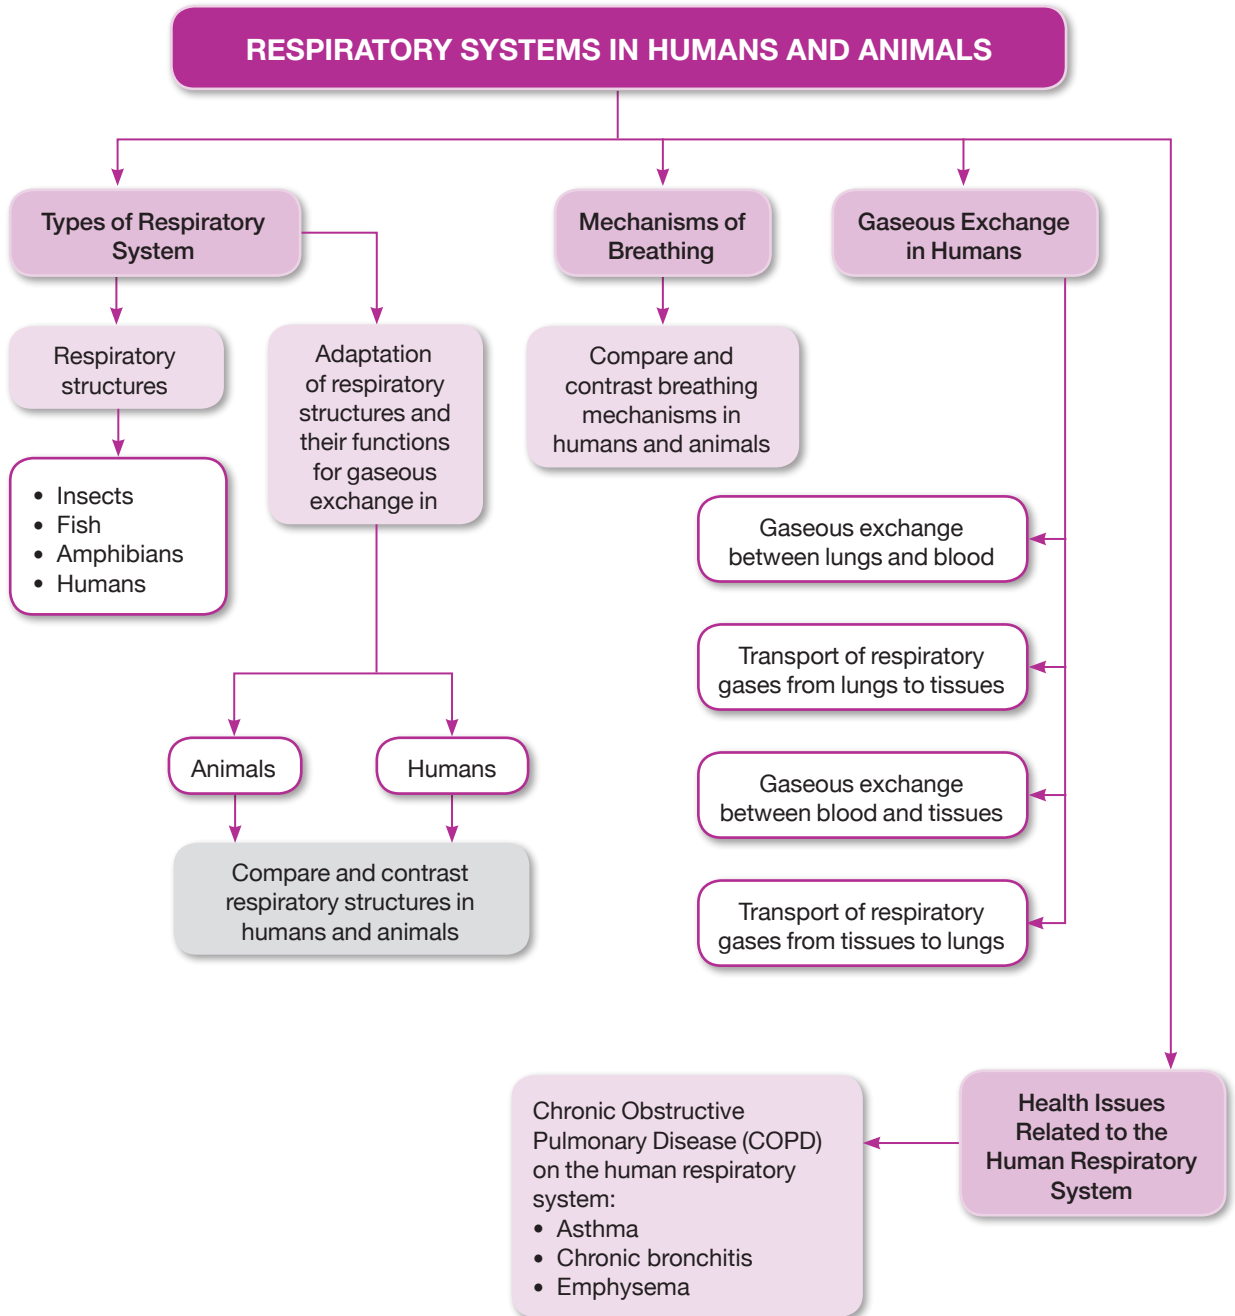 RESPIRATORY SYSTEMS IN HUMANS AND ANIMALS
Types of Respiratory
System
Respiratory
structures
• Insects
• Fish
• Amphibians
• Humans
Adaptation
of respiratory
structures and
their functions
for gaseous
exchange in
Animals
Humans
Compare and contrast
respiratory structures in
humans and animals
Mechanisms of
Breathing
Compare and
contrast breathing
mechanisms in
humans and animals
Gaseous Exchange
in Humans
Gaseous exchange
between lungs and blood
Transport of respiratory
gases from lungs to tissues
Gaseous exchange
between blood and tissues
Transport of respiratory
gases from tissues to lungs
Health Issues
Related to the
Human Respiratory
System
Chronic Obstructive
Pulmonary Disease (COPD)
on the human respiratory
system:
• Asthma
• Chronic bronchitis
• Emphysema